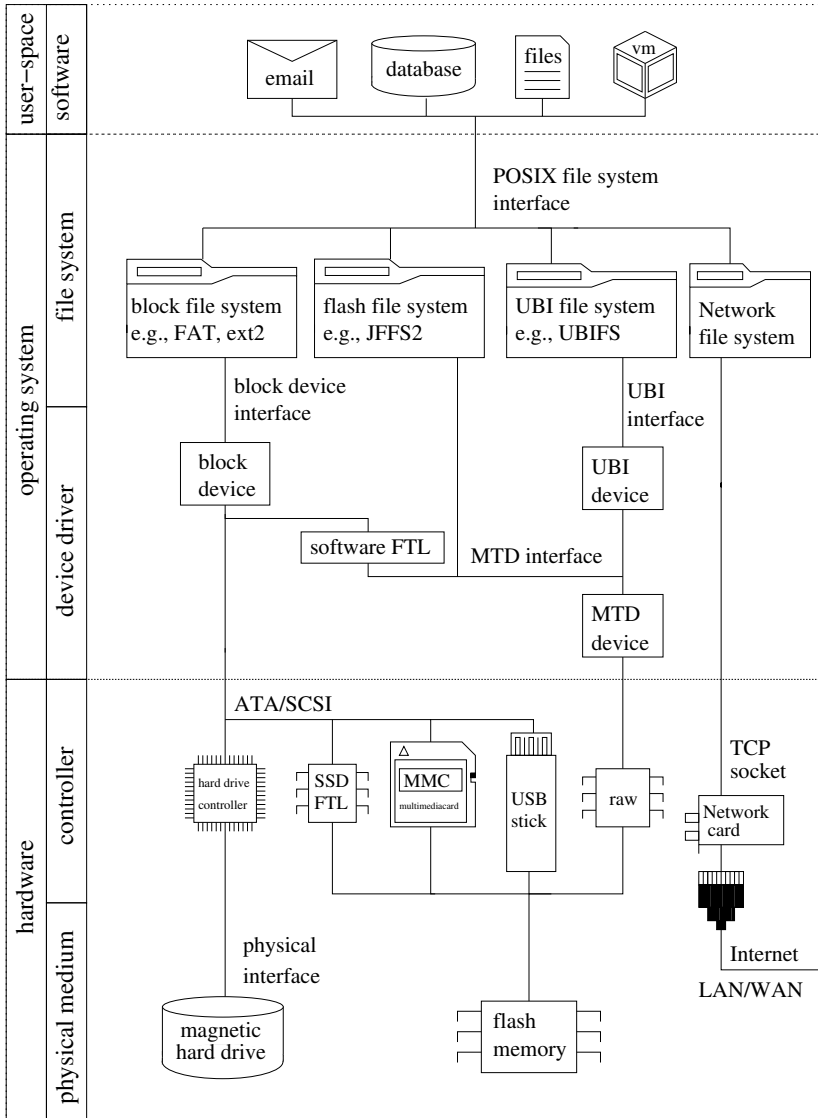 user-space
software
email
database
files
vm
operating system
file system
POSIX file system
interface
block file system
e.g., FAT, ext2
flash file system
e.g., JFFS2
UBI file system
e.g., UBIFS
Network
file system
block device
interface
UBI
interface
device driver
block
device
UBI
device
software FTL
MTD interface
MTD
device
hardware
controller
ATA/SCSI
hard drive
controller
SSD
FTL
MMC
multimediacard
USB
stick
raw
TCP
socket
Network
card
physical medium
physical
interface
Internet
LAN/WAN
magnetic
hard drive
flash
memory